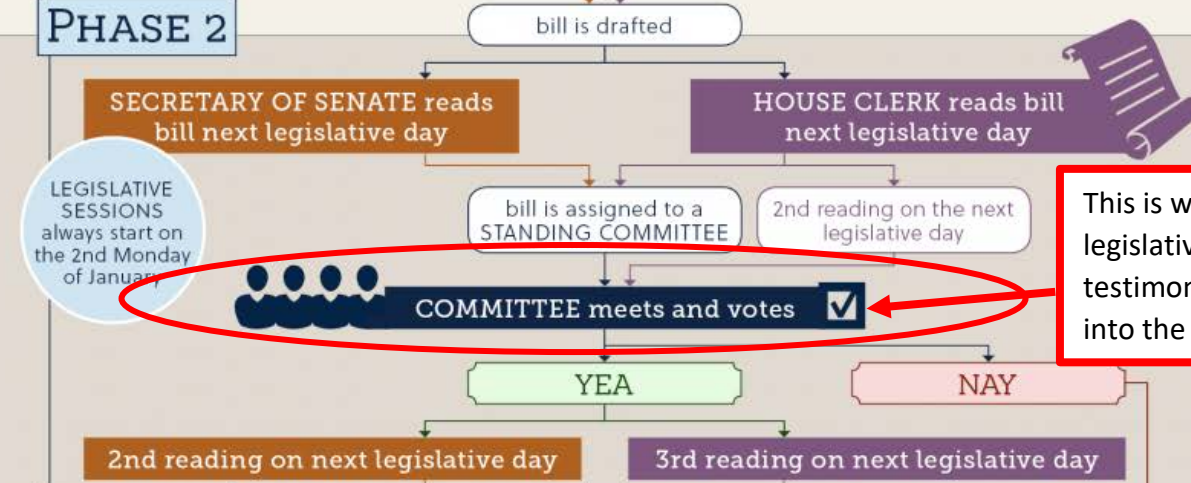 PHASE 2
bill is drafted
SECRETARY OF SENATE reads
bill next legislative day
HOUSE CLERK reads bill
next legislative day
LEGISLATIVE
SESSIONS
always start on
the 2nd Monday
of January
bill is assigned to a
STANDING COMMITTEE
2nd reading on the next
legislative day
This is
testimon
into the
COMMITTEE meets and votes
YEA
NAY
2nd reading on next legislative day
3rd reading on next legislative day